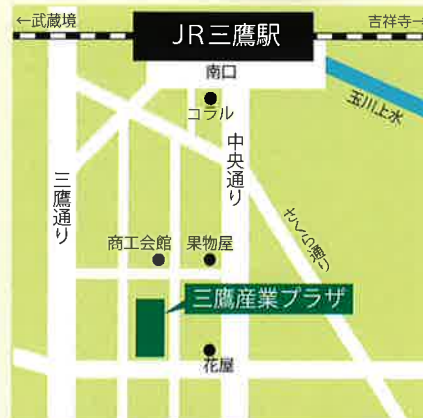 ←武蔵境
吉祥寺→
JR三鷹駅
南口
コラル
玉川上水
中央通り
三鷹通り
さくら通り
商工会館
果物屋
三鷹産業プラザ
花屋